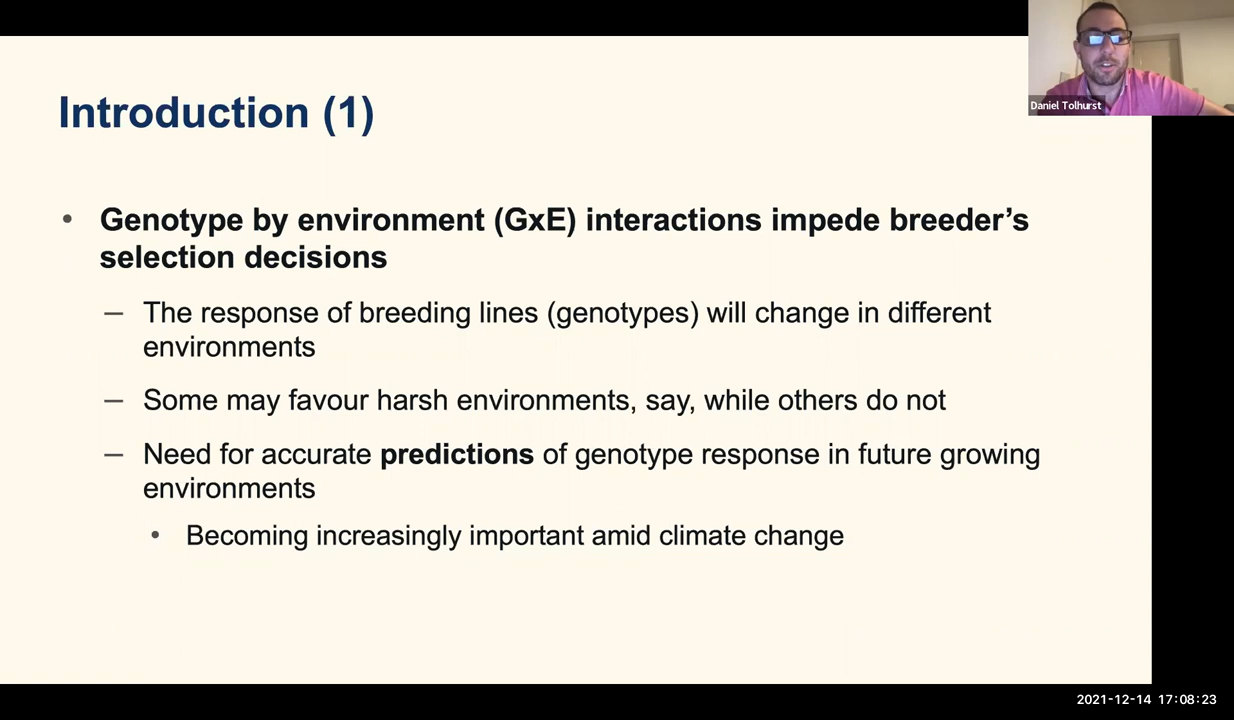 Daniel Tolhurst
Introduction (1)
• Genotype by environment (GxE) interactions impede breeder’s
selection decisions
– The response of breeding lines (genotypes) will change in different
environments
– Some may favour harsh environments, say, while others do not
– Need for accurate predictions of genotype response in future growing
environments
• Becoming increasingly important amid climate change
2021-12-14 17:08:23